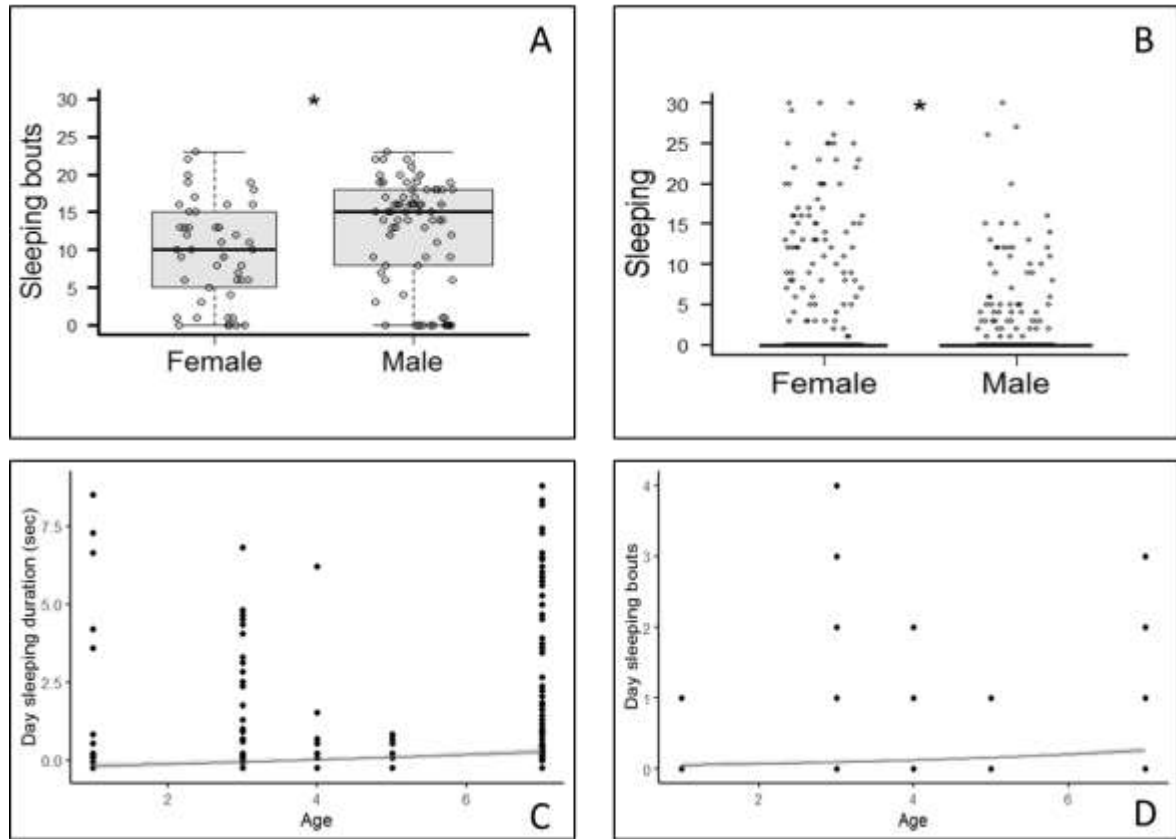 A
Sleeping bouts
30
25
20
15
10
5
0
*
Female
Male
B
Sleeping
30
25
20
15
10
5
0
*
Female
Male
Day sleeping duration (sec)
7.5
5.0
2.5
0.0
2
4
6
Age
C
Day sleeping bouts
4
3
2
1
0
2
4
6
Age
D